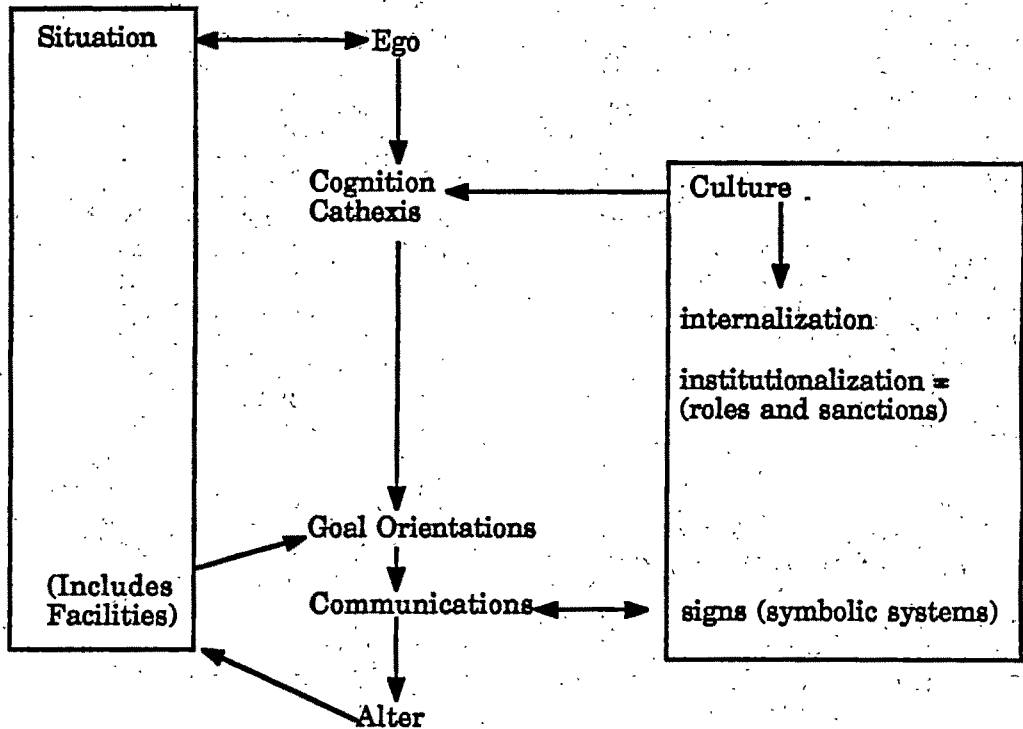 Situation
Ego
Cognition
Cathexis
Culture
internalization
institutionalization =
(roles and sanctions)
Goal Orientations
(Includes
Facilities)
Communications
signs (symbolic systems)
Alter